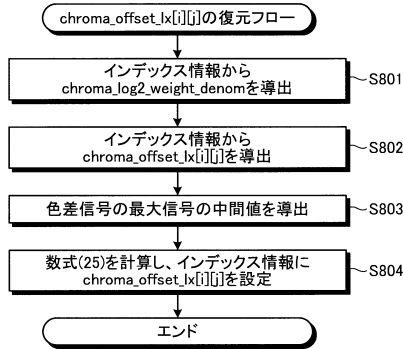 chroma_offset_lx[i][j]の復元フロー
インデックス情報から
chroma_log2_weight_denomを導出
S801
インデックス情報から
chroma_offset_lx[i][j]を導出
S802
色差信号の最大信号の中間値を導出
S803
数式(25)を計算し、インデックス情報に
chroma_offset_lx[i][j]を設定
S804
エンド